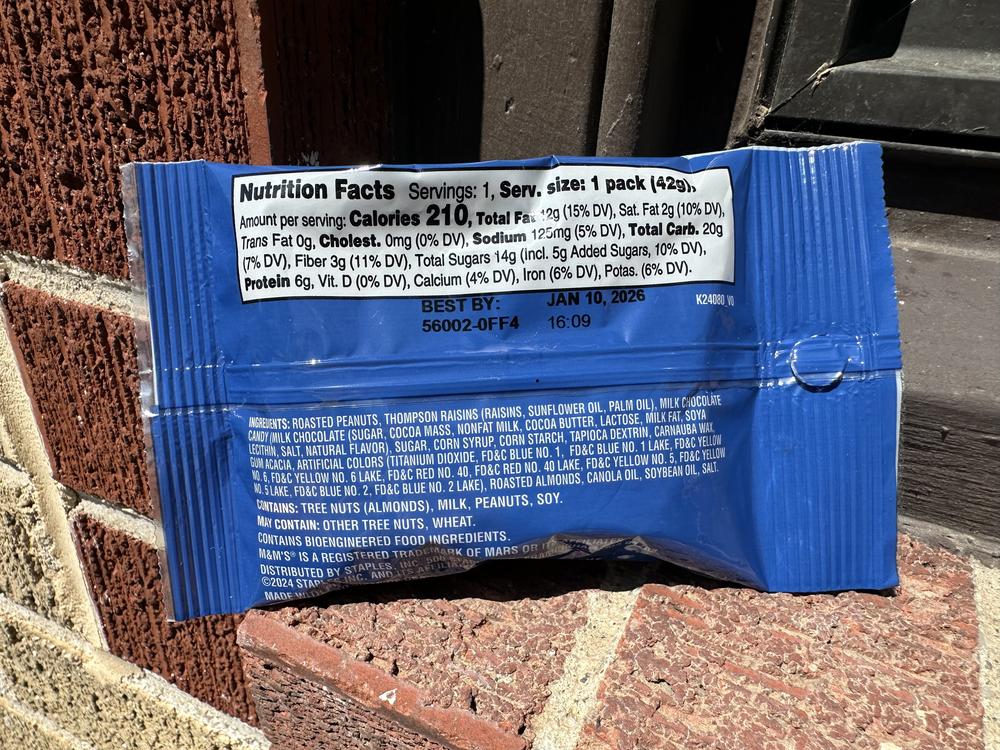 Nutrition Facts Servings: 1, Serv. size: 1 pack (42g),
Amount per serving: Calories 210, Total Fat 12g (15% DV), Sat. Fat 2g (10% DV),
Trans Fat 0g, Cholest. 0mg (0% DV), Sodium 125mg (5% DV), Total Carb. 20g
(7% DV), Fiber 3g (11% DV), Total Sugars 14g (Incl. 5g Added Sugars, 10% DV),
Protein 6g, Vit. D (0% DV), Calcium (4% DV), Iron (6% DV), Potas. (6% DV).
BEST BY: JAN 10, 2026 K24080 V0
56002-0FF4 16:09
INGREDIENTS: ROASTED PEANUTS, THOMPSON RAISINS (RAISINS, SUNFLOWER OIL, PALM OIL), MILK CHOCOLATE
CANDY (MILK CHOCOLATE (SUGAR, COCOA MASS, NONFAT MILK, COCOA BUTTER, LACTOSE, MILK FAT, SOYA
LECITHIN, SALT, NATURAL FLAVOR), SUGAR, CORN SYRUP, CORN STARCH, TAPIOCA DEXTRIN, CARNAUBA WAX,
GUM ACACIA, ARTIFICIAL COLORS (TITANIUM DIOXIDE, FD&C BLUE NO. 1, FD&C BLUE NO. 1 LAKE, FD&C YELLOW
NO. 6, FD&C YELLOW NO. 6 LAKE, FD&C RED NO. 40, FD&C RED NO. 40 LAKE, FD&C YELLOW NO. 5, FD&C YELLOW
NO. 5 LAKE, FD&C BLUE NO. 2, FD&C BLUE NO. 2 LAKE), ROASTED ALMONDS, CANOLA OIL, SOYBEAN OIL, SALT.
CONTAINS: TREE NUTS (ALMONDS), MILK, PEANUTS, SOY.
MAY CONTAIN: OTHER TREE NUTS, WHEAT.
CONTAINS BIOENGINEERED FOOD INGREDIENTS.
M&M'S® IS A REGISTERED TRADEMARK OF MARS OR
DISTRIBUTED BY STAPLES, INC. 500
©2024 STAPLES, INC. AND ITS
MADE WITH